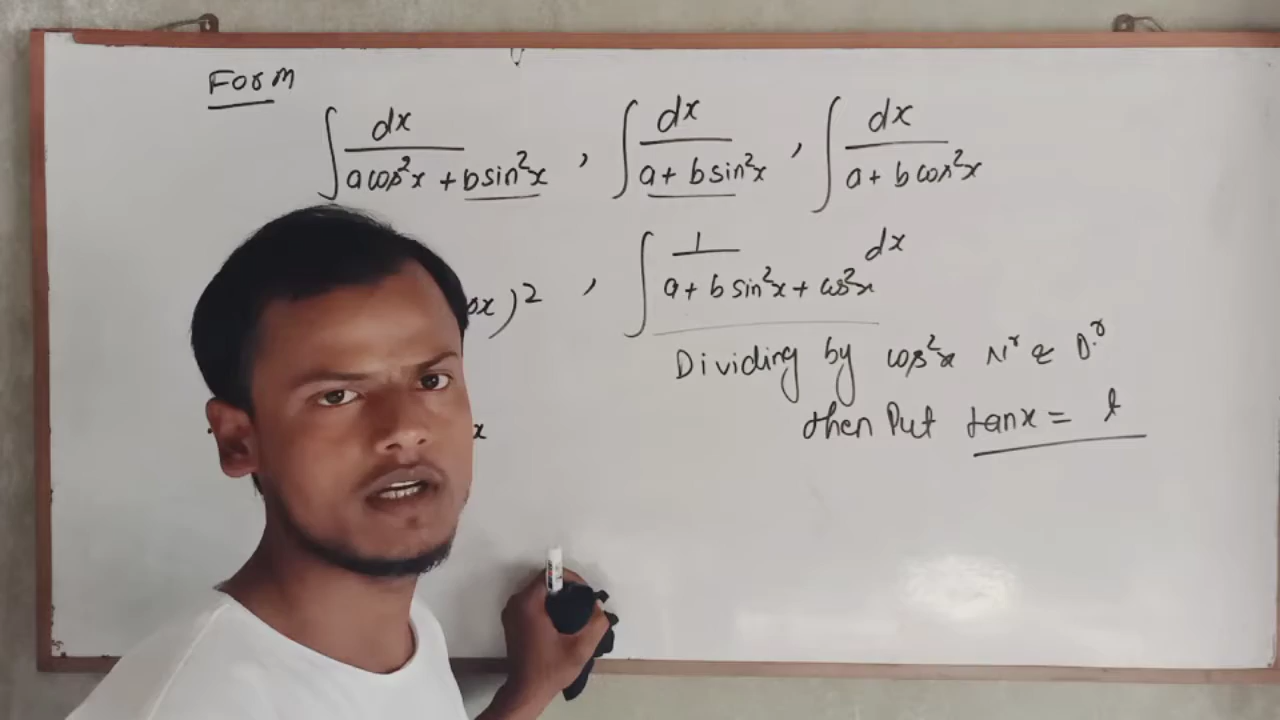 Form
∫ dx / (a cos²x + b sin²x) , ∫ dx / (a + b sin²x) , ∫ dx / (a + b cos²x)
x)² , ∫ 1 / (a + b sin²x + cos²x) dx
Dividing by cos²x Nʳ & D.ʳ
x
then Put tanx = t